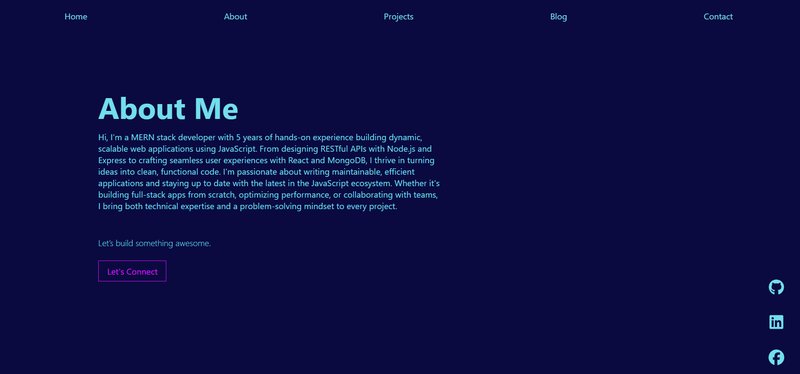 Home About Projects Blog Contact
About Me
Hi, I'm a MERN stack developer with 5 years of hands-on experience building dynamic,
scalable web applications using JavaScript. From designing RESTful APIs with Node.js and
Express to crafting seamless user experiences with React and MongoDB, I thrive in turning
ideas into clean, functional code. I'm passionate about writing maintainable, efficient
applications and staying up to date with the latest in the JavaScript ecosystem. Whether it's
building full-stack apps from scratch, optimizing performance, or collaborating with teams,
I bring both technical expertise and a problem-solving mindset to every project.
Let's build something awesome.
Let's Connect
in